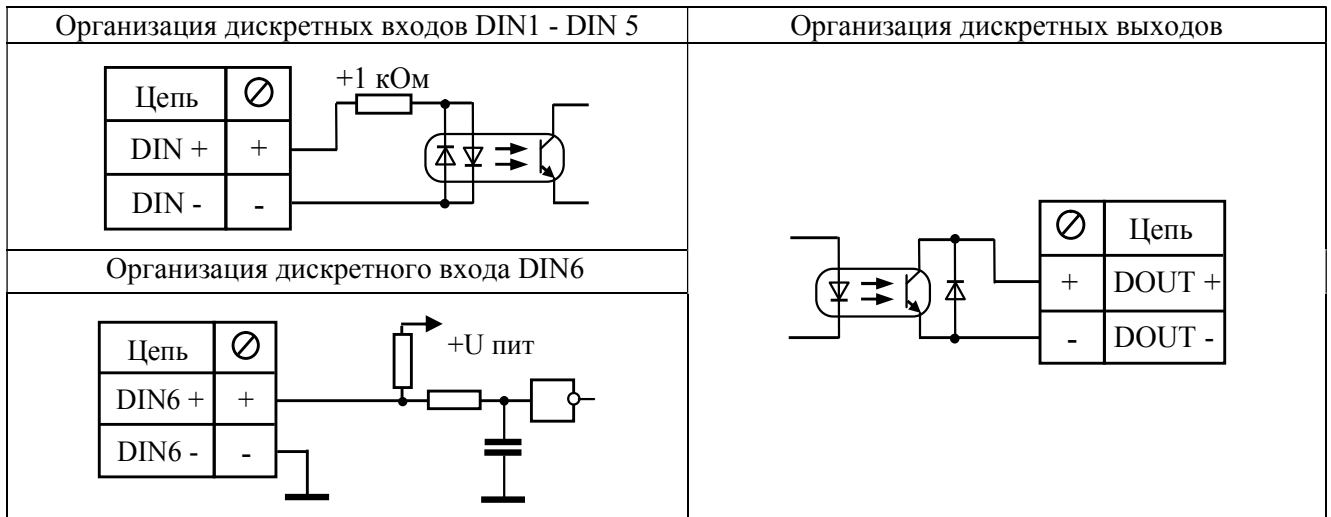 Организация дискретных входов DIN1 - DIN 5
Цепь
+1 кОм
DIN + +
DIN - -
Организация дискретного входа DIN6
Цепь
+U пит
DIN6 + +
DIN6 - -
Организация дискретных выходов
Цепь
+ DOUT +
- DOUT -